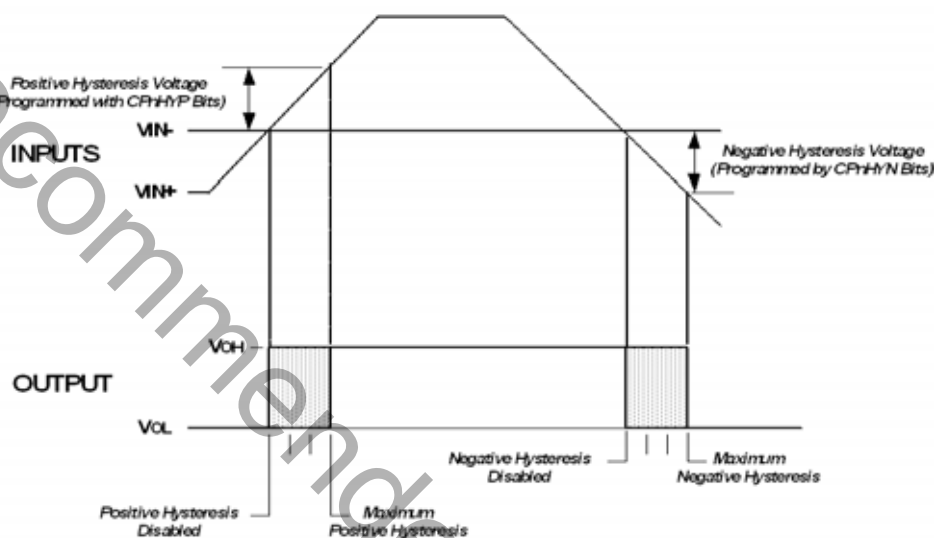 Positive Hysteresis Voltage
Programmed with CPnHYP Bits)
VIN-
INPUTS
VIN+
Negative Hysteresis Voltage
(Programmed by CPnHYN Bits)
VOH
OUTPUT
VOL
Negative Hysteresis
Disabled
Maximum
Negative Hysteresis
Positive Hysteresis
Disabled
Maximum
Positive Hysteresis
commend